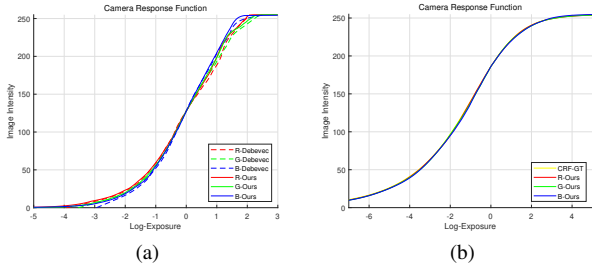 Camera Response Function
250
200
150
100
50
0
Image Intensity
-5 -4 -3 -2 -1 0 1 2 3
Log-Exposure
R-Debevec
G-Debevec
B-Debevec
R-Ours
G-Ours
B-Ours
(a)
Camera Response Function
250
200
150
100
50
0
Image Intensity
-6 -4 -2 0 2 4
Log-Exposure
CRF-GT
R-Ours
G-Ours
B-Ours
(b)